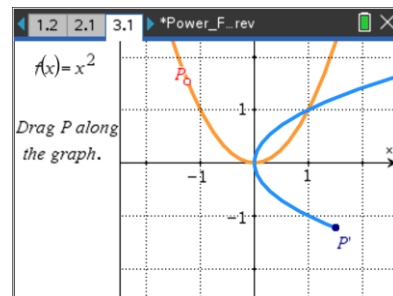 1.2 2.1 3.1 *Power_F...rev
f(x)=x²
P
Drag P along
the graph.
1
x
-1
1
-1
P'